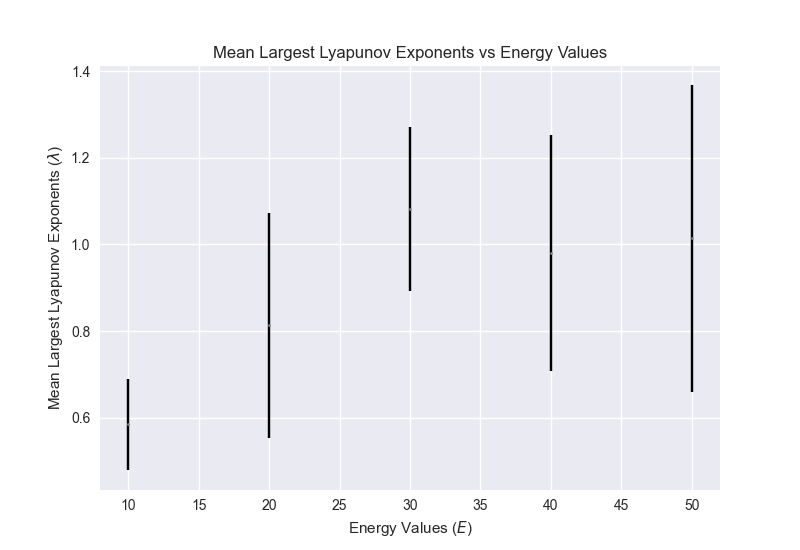 Mean Largest Lyapunov Exponents vs Energy Values
Mean Largest Lyapunov Exponents (λ)
1.4
1.2
1.0
0.8
0.6
10 15 20 25 30 35 40 45 50
Energy Values (E)